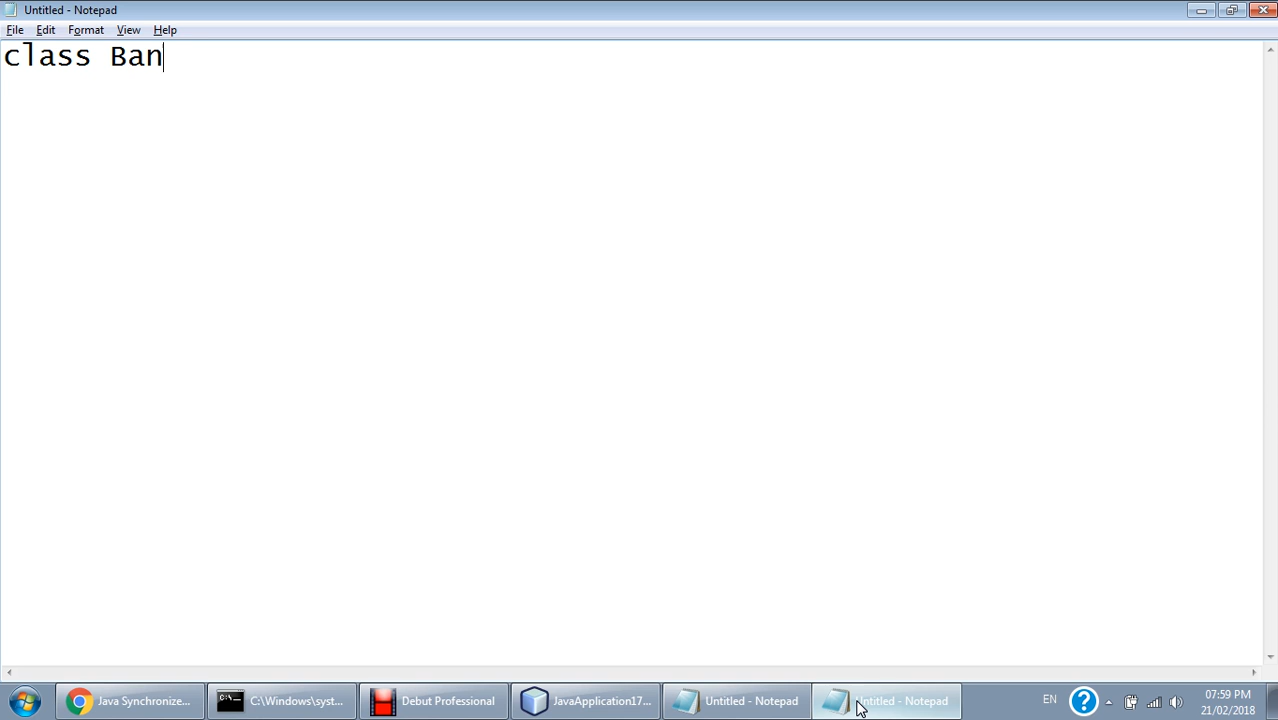 Untitled - Notepad
File Edit Format View Help
class Ban
Java Synchronize... C:\Windows\syst... Debut Professional JavaApplication17... Untitled - Notepad Untitled - Notepad EN ? 07:59 PM
21/02/2018